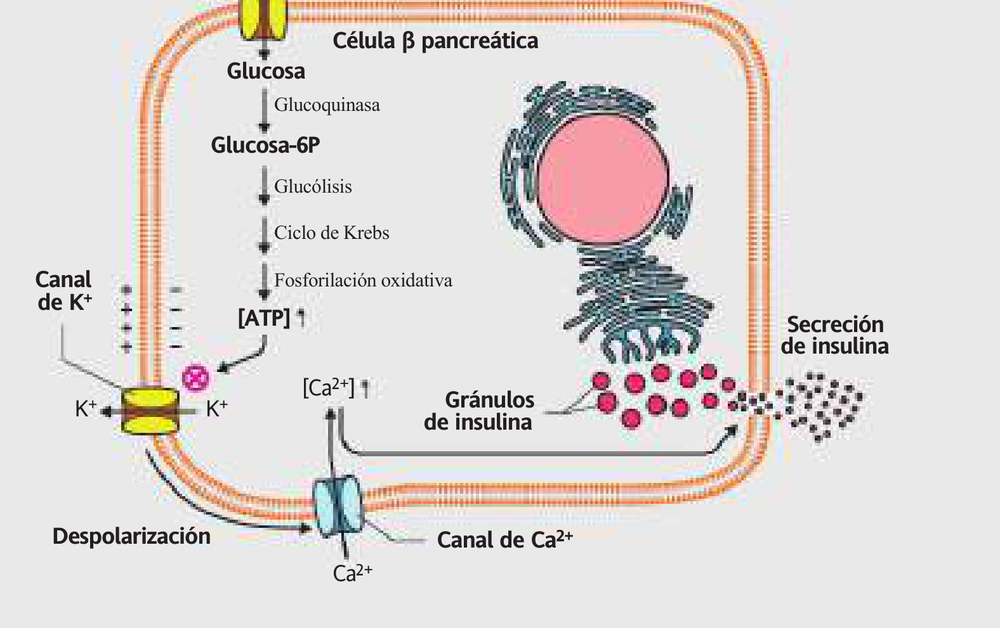 Célula β pancreática
Glucosa
Glucoquinasa
Glucosa-6P
Glucólisis
Ciclo de Krebs
Fosforilación oxidativa
[ATP]↑
Canal
de K⁺
+ −
+ −
+ −
+ −
K⁺
K⁺
[Ca²⁺]↑
Gránulos
de insulina
Secreción
de insulina
Despolarización
Canal de Ca²⁺
Ca²⁺